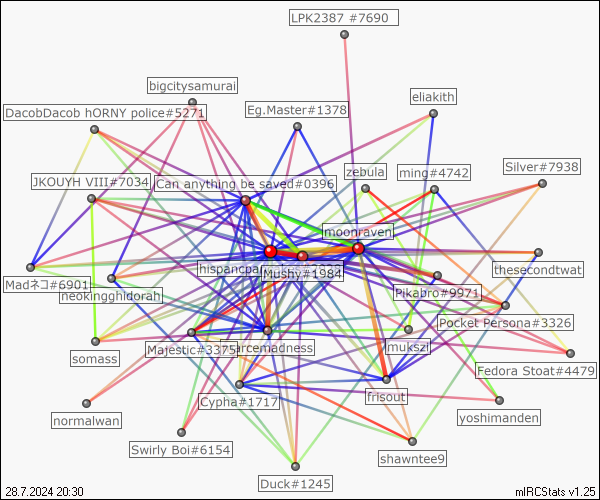 LPK2387 #7690
bigcitysamurai
DacobDacob hORNY police#5271
Eg.Master#1378
eliakith
zebula
ming#4742
Silver#7938
JKOUYH VIII#7034
Can anything be saved#0396
moonraven
hispancpa
Mushy#1984
thesecondtwat
Madネコ#6901
neokingghidorah
Pikabro#9971
Pocket Persona#3326
somass
Majestic#3375
arcemadness
mukszi
Fedora Stoat#4479
Cypha#1717
frisout
yoshimanden
normalwan
Swirly Boi#6154
shawntee9
Duck#1245
28.7.2024 20:30
mIRCStats v1.25